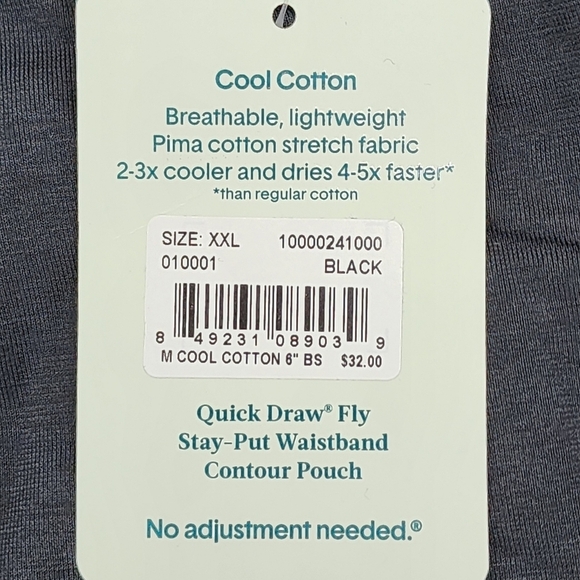 Cool Cotton
Breathable, lightweight
Pima cotton stretch fabric
2-3x cooler and dries 4-5x faster*
*than regular cotton
SIZE: XXL 10000241000
010001 BLACK
8 49231 08903 9
M COOL COTTON 6" BS $32.00
Quick Draw® Fly
Stay-Put Waistband
Contour Pouch
No adjustment needed.®